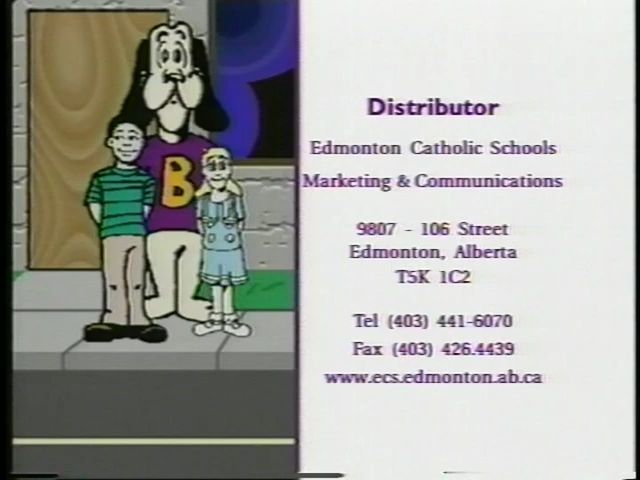 B
Distributor
Edmonton Catholic Schools
Marketing & Communications
9807 - 106 Street
Edmonton, Alberta
T5K 1C2
Tel (403) 441-6070
Fax (403) 426.4439
www.ecs.edmonton.ab.ca